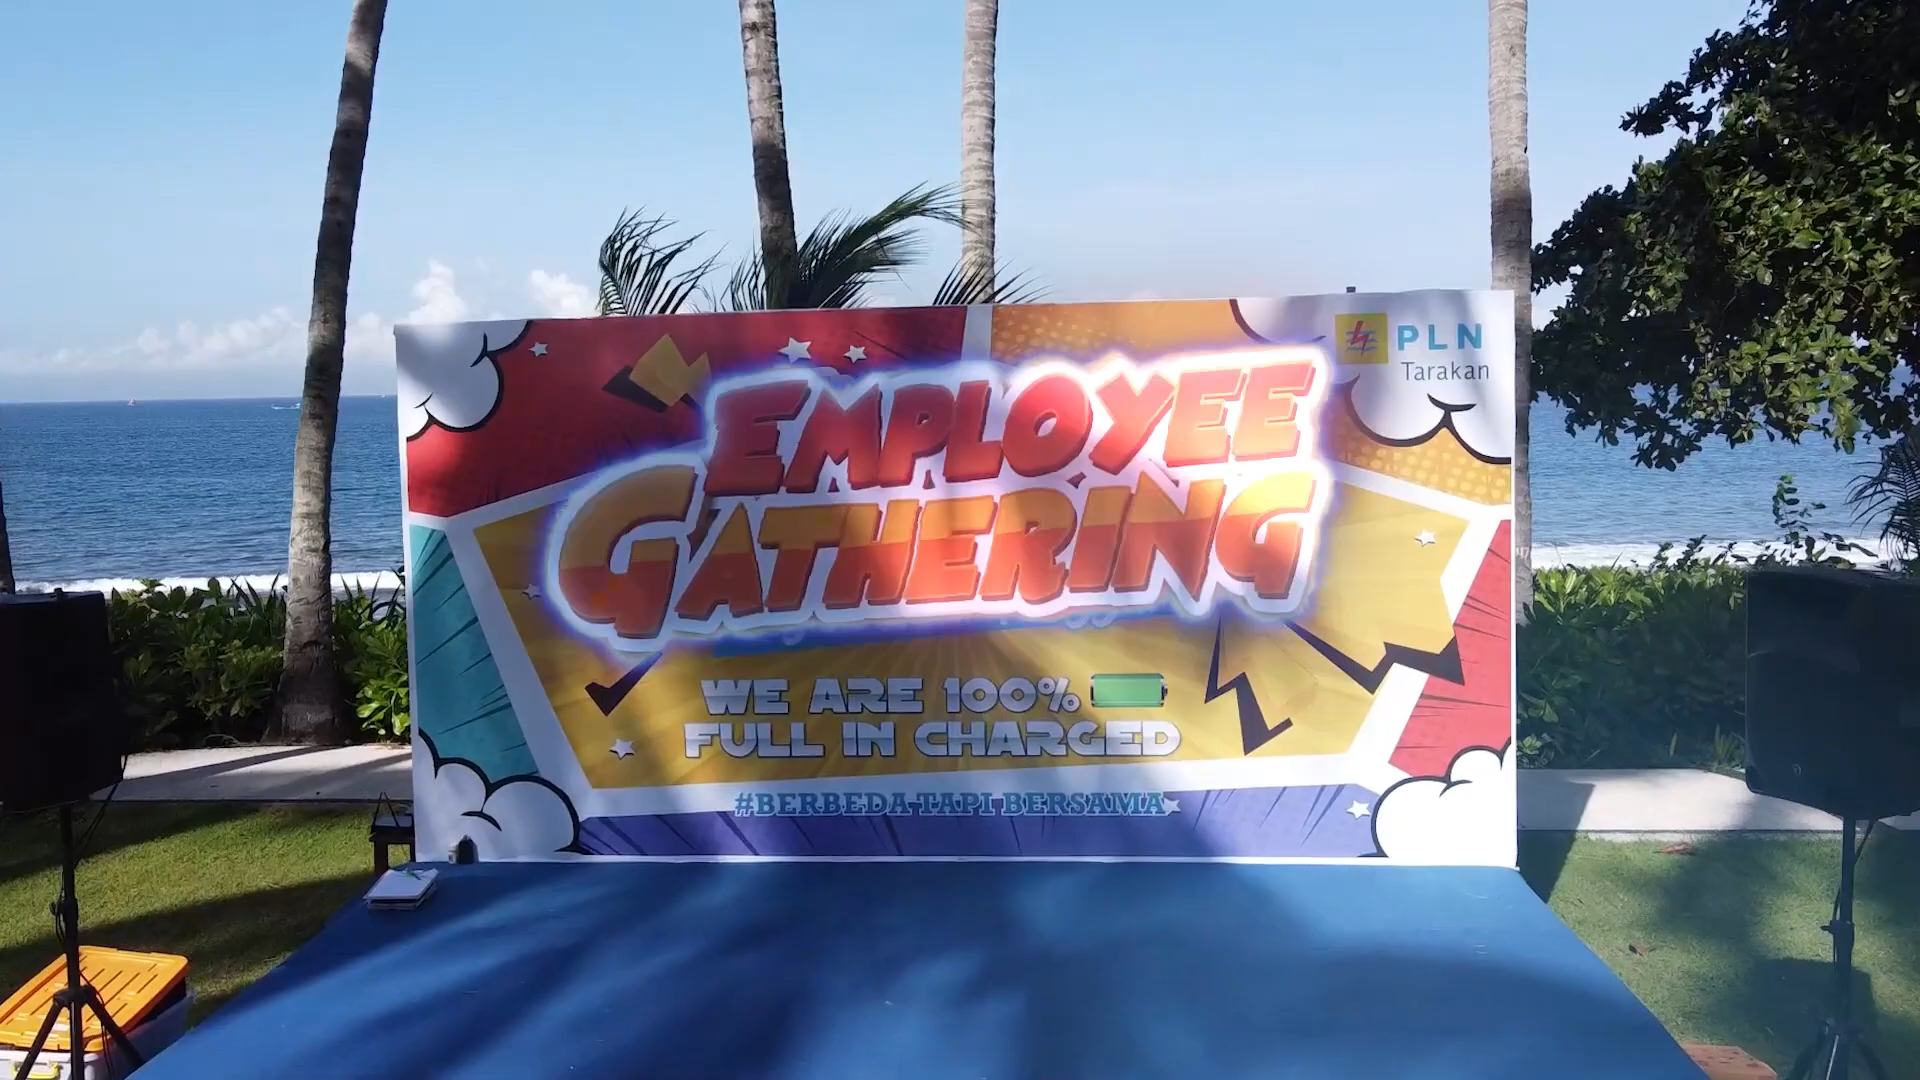 PLN
Tarakan
EMPLOYEE
GATHERING
WE ARE 100%
FULL IN CHARGED
#BERBEDA TAPI BERSAMA